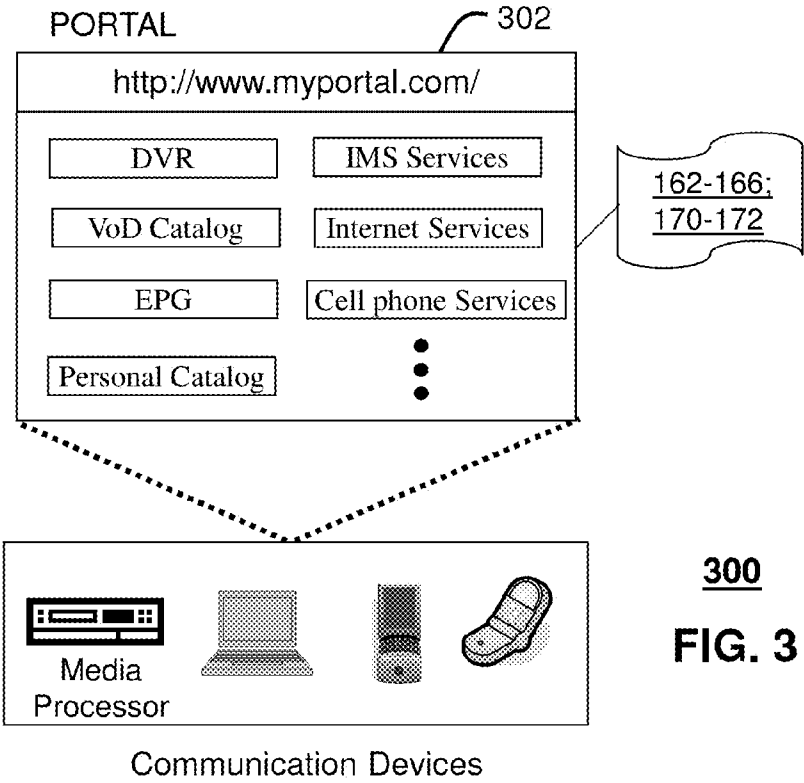 PORTAL
302
http://www.myportal.com/
DVR
IMS Services
VoD Catalog
Internet Services
EPG
Cell phone Services
Personal Catalog
162-166;
170-172
Media
Processor
Communication Devices
300
FIG. 3